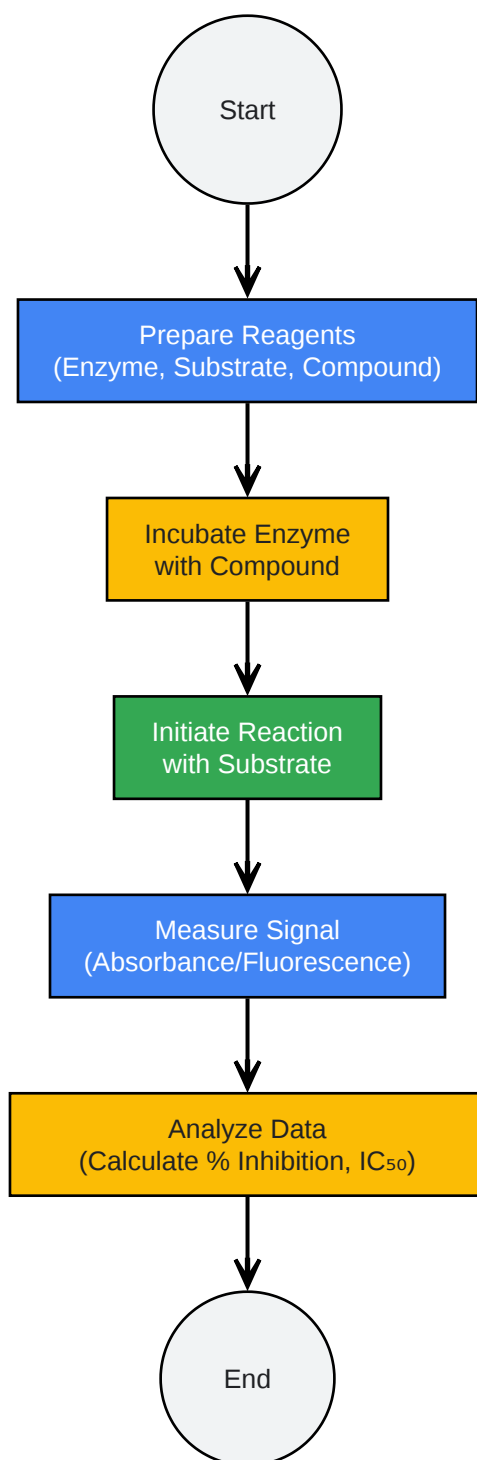 Start
Prepare Reagents
(Enzyme, Substrate, Compound)
Incubate Enzyme
with Compound
Initiate Reaction
with Substrate
Measure Signal
(Absorbance/Fluorescence)
Analyze Data
(Calculate % Inhibition, IC₅₀)
End